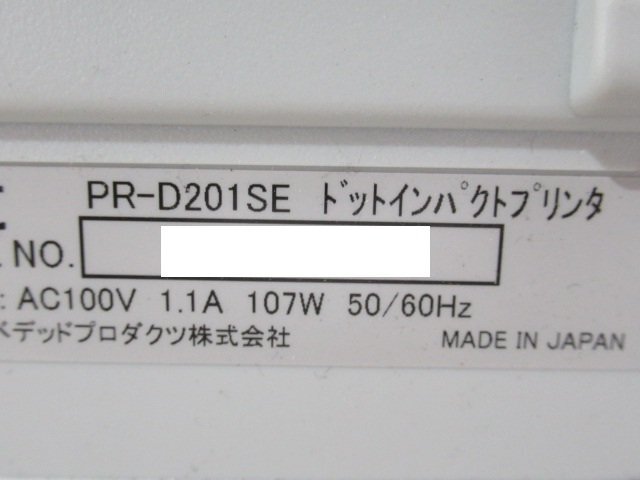 PR-D201SE ﾄﾞｯﾄｲﾝﾊﾟｸﾄﾌﾟﾘﾝﾀ
NO.
: AC100V 1.1A 107W 50/60Hz
ベデッドプロダクツ株式会社
MADE IN JAPAN